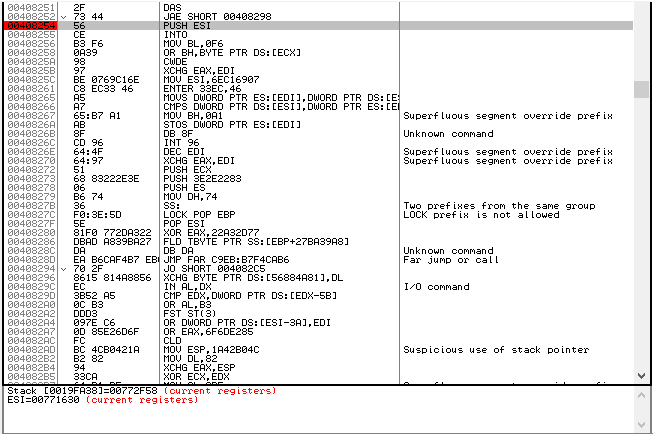 00408251 2F DAS
00408252 73 44 JAE SHORT 00408298
00408254 56 PUSH ESI
00408255 CE INTO
00408256 B3 F6 MOV BL,0F6
00408258 0A39 OR BH,BYTE PTR DS:[ECX]
0040825A 98 CWDE
0040825B 97 XCHG EAX,EDI
0040825C BE 0769C16E MOV ESI,6EC16907
00408261 C8 EC33 46 ENTER 33EC,46
00408265 A5 MOVS DWORD PTR ES:[EDI],DWORD PTR DS:[ES
00408266 A7 CMPS DWORD PTR DS:[ESI],DWORD PTR ES:[EI
00408267 65:B7 A1 MOV BH,0A1 Superfluous segment override prefix
0040826A AB STOS DWORD PTR ES:[EDI]
0040826B 8F DB 8F Unknown command
0040826C CD 96 INT 96
0040826E 64:4F DEC EDI Superfluous segment override prefix
00408270 64:97 XCHG EAX,EDI Superfluous segment override prefix
00408272 51 PUSH ECX
00408273 68 83222E3E PUSH 3E2E2283
00408278 06 PUSH ES
00408279 B6 74 MOV DH,74
0040827B 36 SS: Two prefixes from the same group
0040827C F0:3E:5D LOCK POP EBP LOCK prefix is not allowed
0040827F 5E POP ESI
00408280 81F0 772DA322 XOR EAX,22A32D77
00408286 DBAD A839BA27 FLD TBYTE PTR SS:[EBP+27BA39A8]
0040828C DA DB DA Unknown command
0040828D EA B6CAF4B7 EB JMP FAR C9EB:B7F4CAB6 Far jump or call
00408294 70 2F JO SHORT 004082C5
00408296 8615 814A8856 XCHG BYTE PTR DS:[56884A81],DL
0040829C EC IN AL,DX I/O command
0040829D 3B52 A5 CMP EDX,DWORD PTR DS:[EDX-5B]
004082A0 0C B3 OR AL,B3
004082A2 DDD3 FST ST(3)
004082A4 097E C6 OR DWORD PTR DS:[ESI-3A],EDI
004082A7 0D 85E26D6F OR EAX,6F6DE285
004082AC FC CLD
004082AD BC 4CB0421A MOV ESP,1A42B04C Suspicious use of stack pointer
004082B2 B2 82 MOV DL,82
004082B4 94 XCHG EAX,ESP
004082B5 33CA XOR ECX,EDX
Stack [0019FA38]=00772F58 (current registers)
ESI=00771630 (current registers)